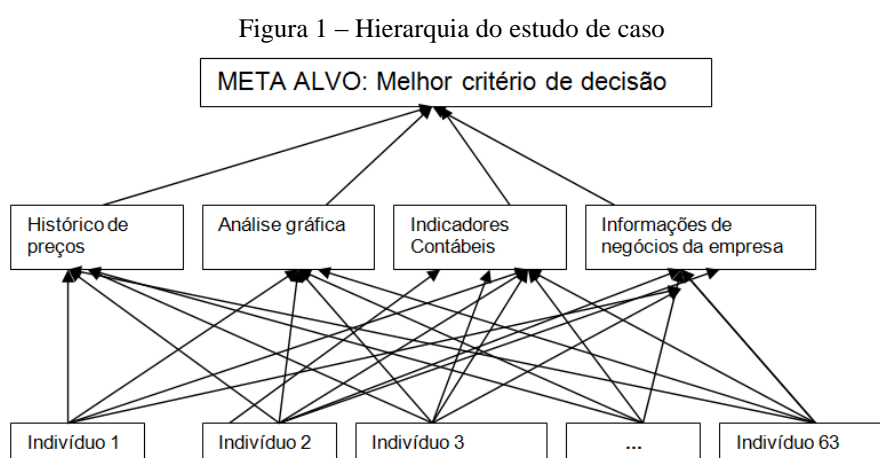 Figura 1 – Hierarquia do estudo de caso
META ALVO: Melhor critério de decisão
Histórico de
preços
Análise gráfica
Indicadores
Contábeis
Informações de
negócios da empresa
Indivíduo 1
Indivíduo 2
Indivíduo 3
...
Indivíduo 63